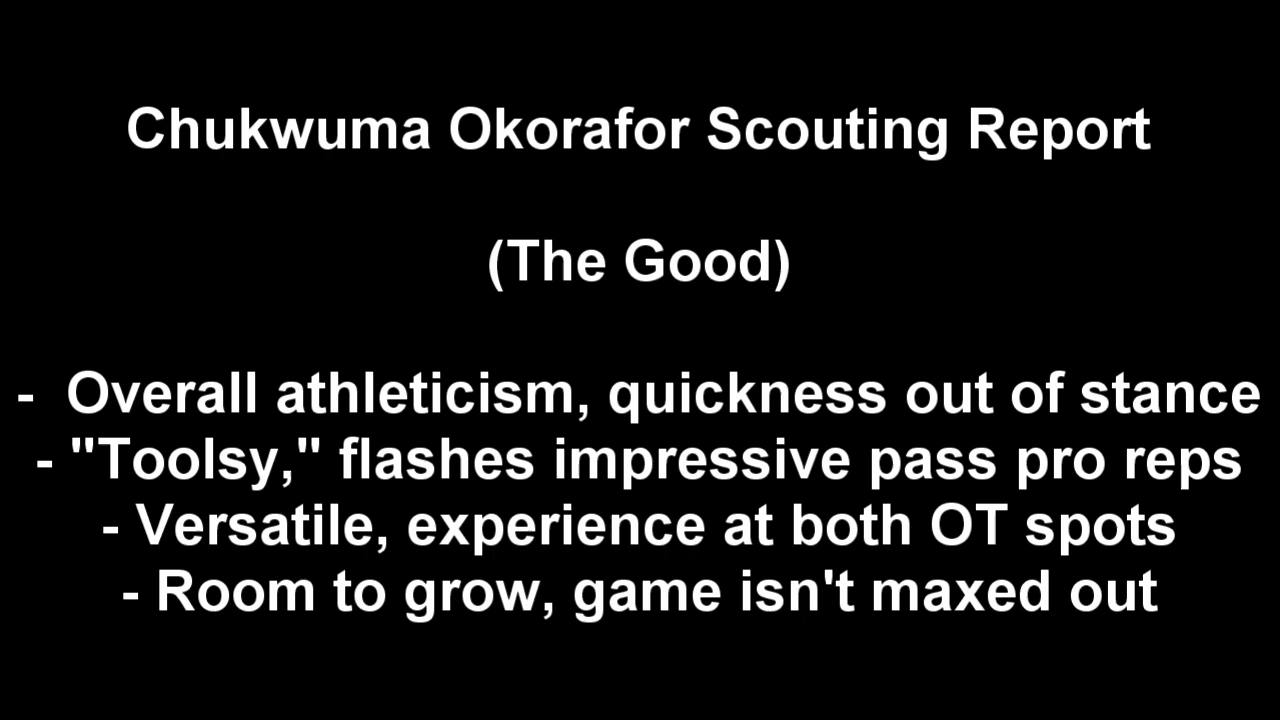 Chukwuma Okorafor Scouting Report
(The Good)
-  Overall athleticism, quickness out of stance
- "Toolsy," flashes impressive pass pro reps
- Versatile, experience at both OT spots
- Room to grow, game isn't maxed out